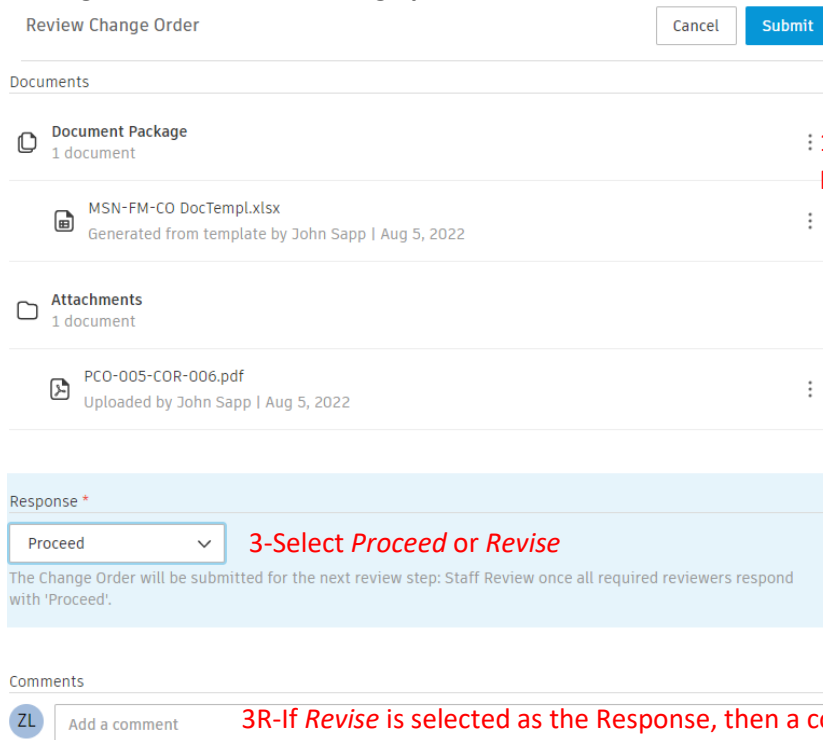 Review Change Order
Cancel
Submit
Documents
Document Package
1 document
MSN-FM-CO DocTempl.xlsx
Generated from template by John Sapp | Aug 5, 2022
Attachments
1 document
PCO-005-COR-006.pdf
Uploaded by John Sapp | Aug 5, 2022
Response *
Proceed
3-Select Proceed or Revise
The Change Order will be submitted for the next review step: Staff Review once all required reviewers respond
with 'Proceed'.
Comments
ZL
Add a comment
3R-If Revise is selected as the Response, then a